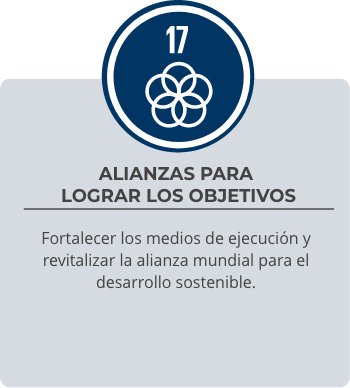 17
ALIANZAS PARA
LOGRAR LOS OBJETIVOS
Fortalecer los medios de ejecución y
revitalizar la alianza mundial para el
desarrollo sostenible.